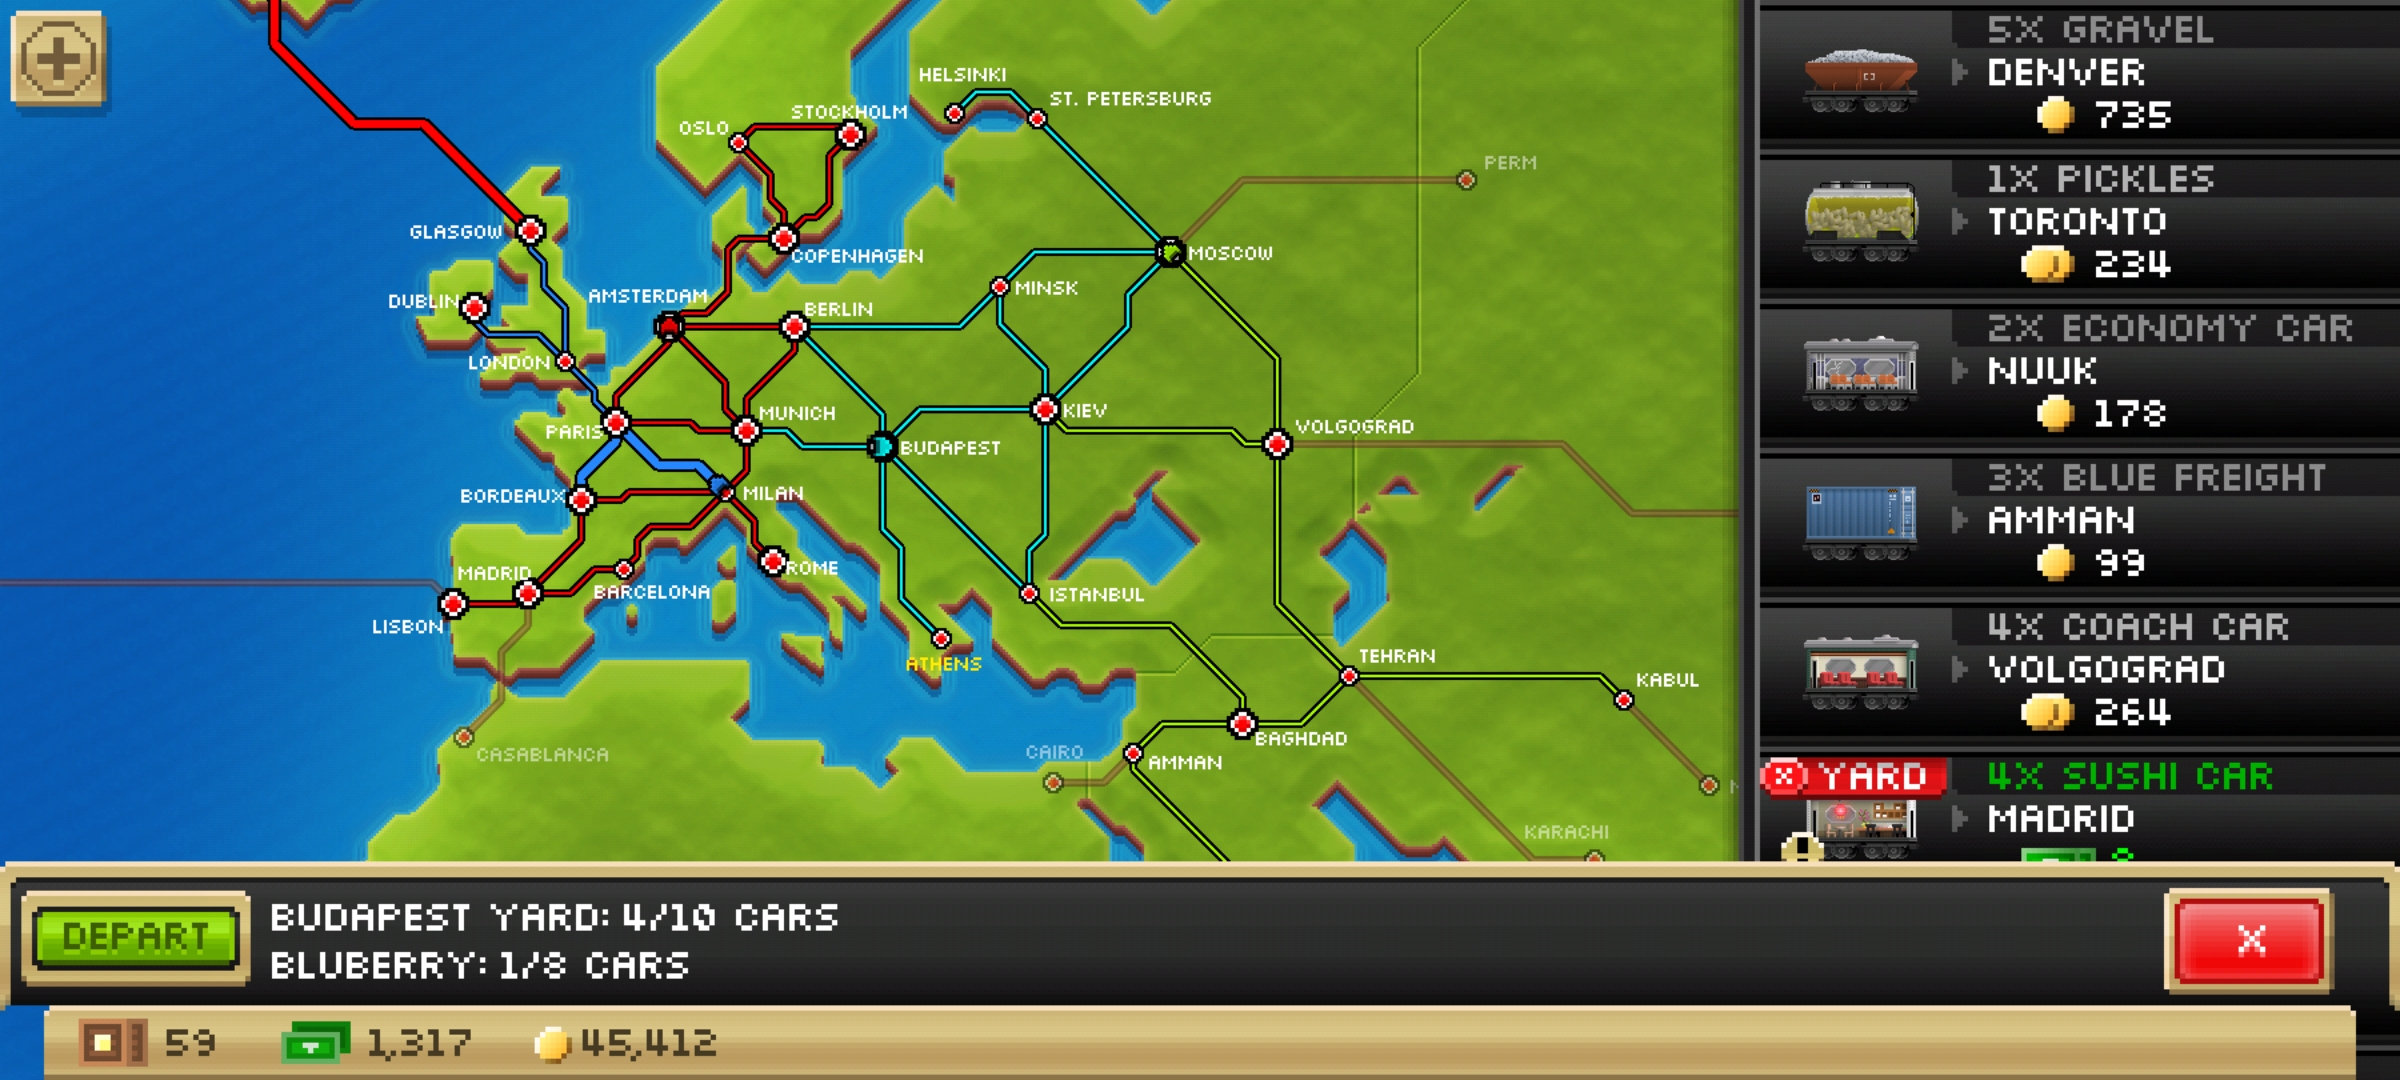 HELSINKI
ST. PETERSBURG
STOCKHOLM
OSLO
PERM
GLASGOW
COPENHAGEN
MOSCOW
MINSK
DUBLIN
AMSTERDAM
BERLIN
LONDON
PARIS
MUNICH
KIEV
BUDAPEST
VOLGOGRAD
BORDEAUX
MILAN
MADRID
ROME
BARCELONA
ISTANBUL
LISBON
ATHENS
TEHRAN
KABUL
CASABLANCA
CAIRO
AMMAN
BAGHDAD
KARACHI
5X GRAVEL
DENVER
735
1X PICKLES
TORONTO
234
2X ECONOMY CAR
NUUK
178
3X BLUE FREIGHT
AMMAN
99
4X COACH CAR
VOLGOGRAD
264
X YARD
4X SUSHI CAR
MADRID
DEPART
BUDAPEST YARD: 4/10 CARS
BLUBERRY: 1/8 CARS
X
59
1,317
45,412